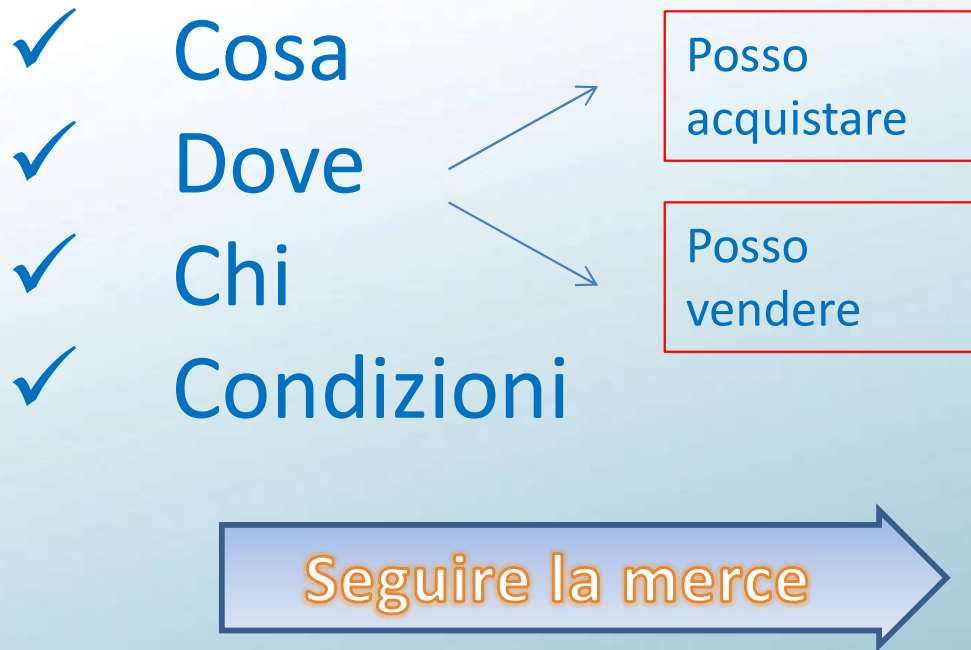 Cosa
Dove
Chi
Condizioni
Posso
acquistare
Posso
vendere
Seguire la merce